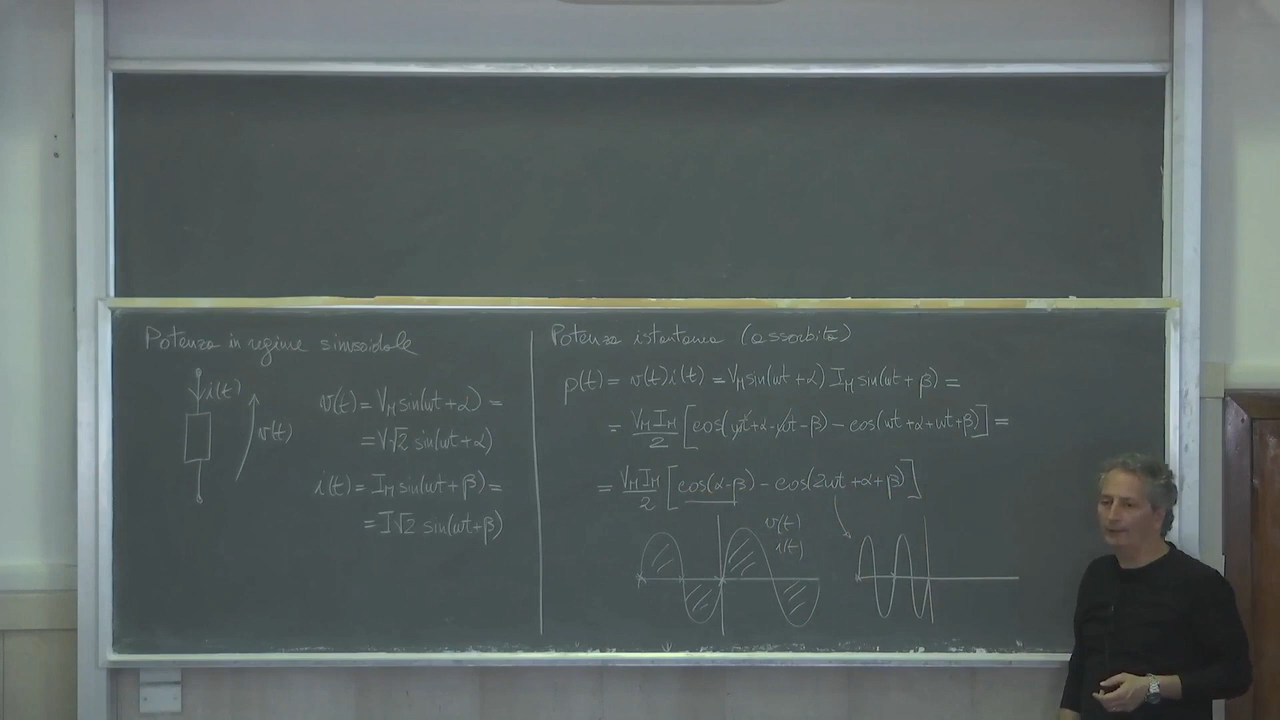 Potenza in regime sinusoidale
i(t)
v(t)
v(t) = V_M sin(ωt + α) =
= V√2 sin(ωt + α)
i(t) = I_M sin(ωt + β) =
= I√2 sin(ωt + β)
Potenza istantanea (assorbita)
p(t) = v(t) i(t) = V_M sin(ωt + α) I_M sin(ωt + β) =
= V_M I_M / 2 [cos(ωt + α - ωt - β) - cos(ωt + α + ωt + β)] =
= V_M I_M / 2 [cos(α - β) - cos(2ωt + α + β)]
v(t)
i(t)